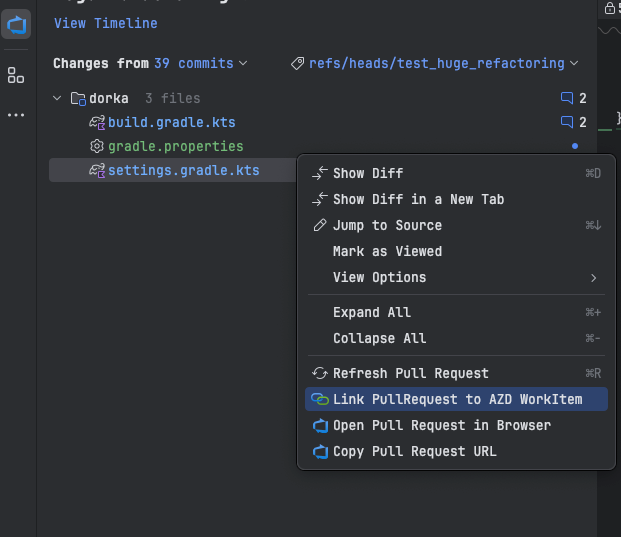 View Timeline
Changes from 39 commits refs/heads/test_huge_refactoring
dorka 3 files 2
build.gradle.kts 2
gradle.properties
settings.gradle.kts
Show Diff ⌘D
Show Diff in a New Tab
Jump to Source ⌘↓
Mark as Viewed
View Options
Expand All ⌘+
Collapse All ⌘-
Refresh Pull Request ⌘R
Link PullRequest to AZD WorkItem
Open Pull Request in Browser
Copy Pull Request URL
}